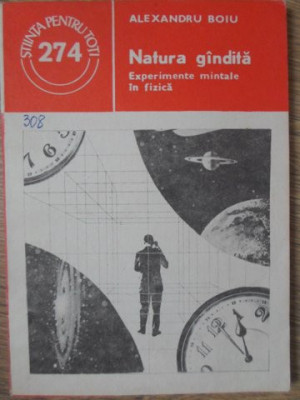 ȘTIINȚA PENTRU TOȚI
274
ALEXANDRU BOIU
Natura gîndită
Experimente mintale
în fizică
308